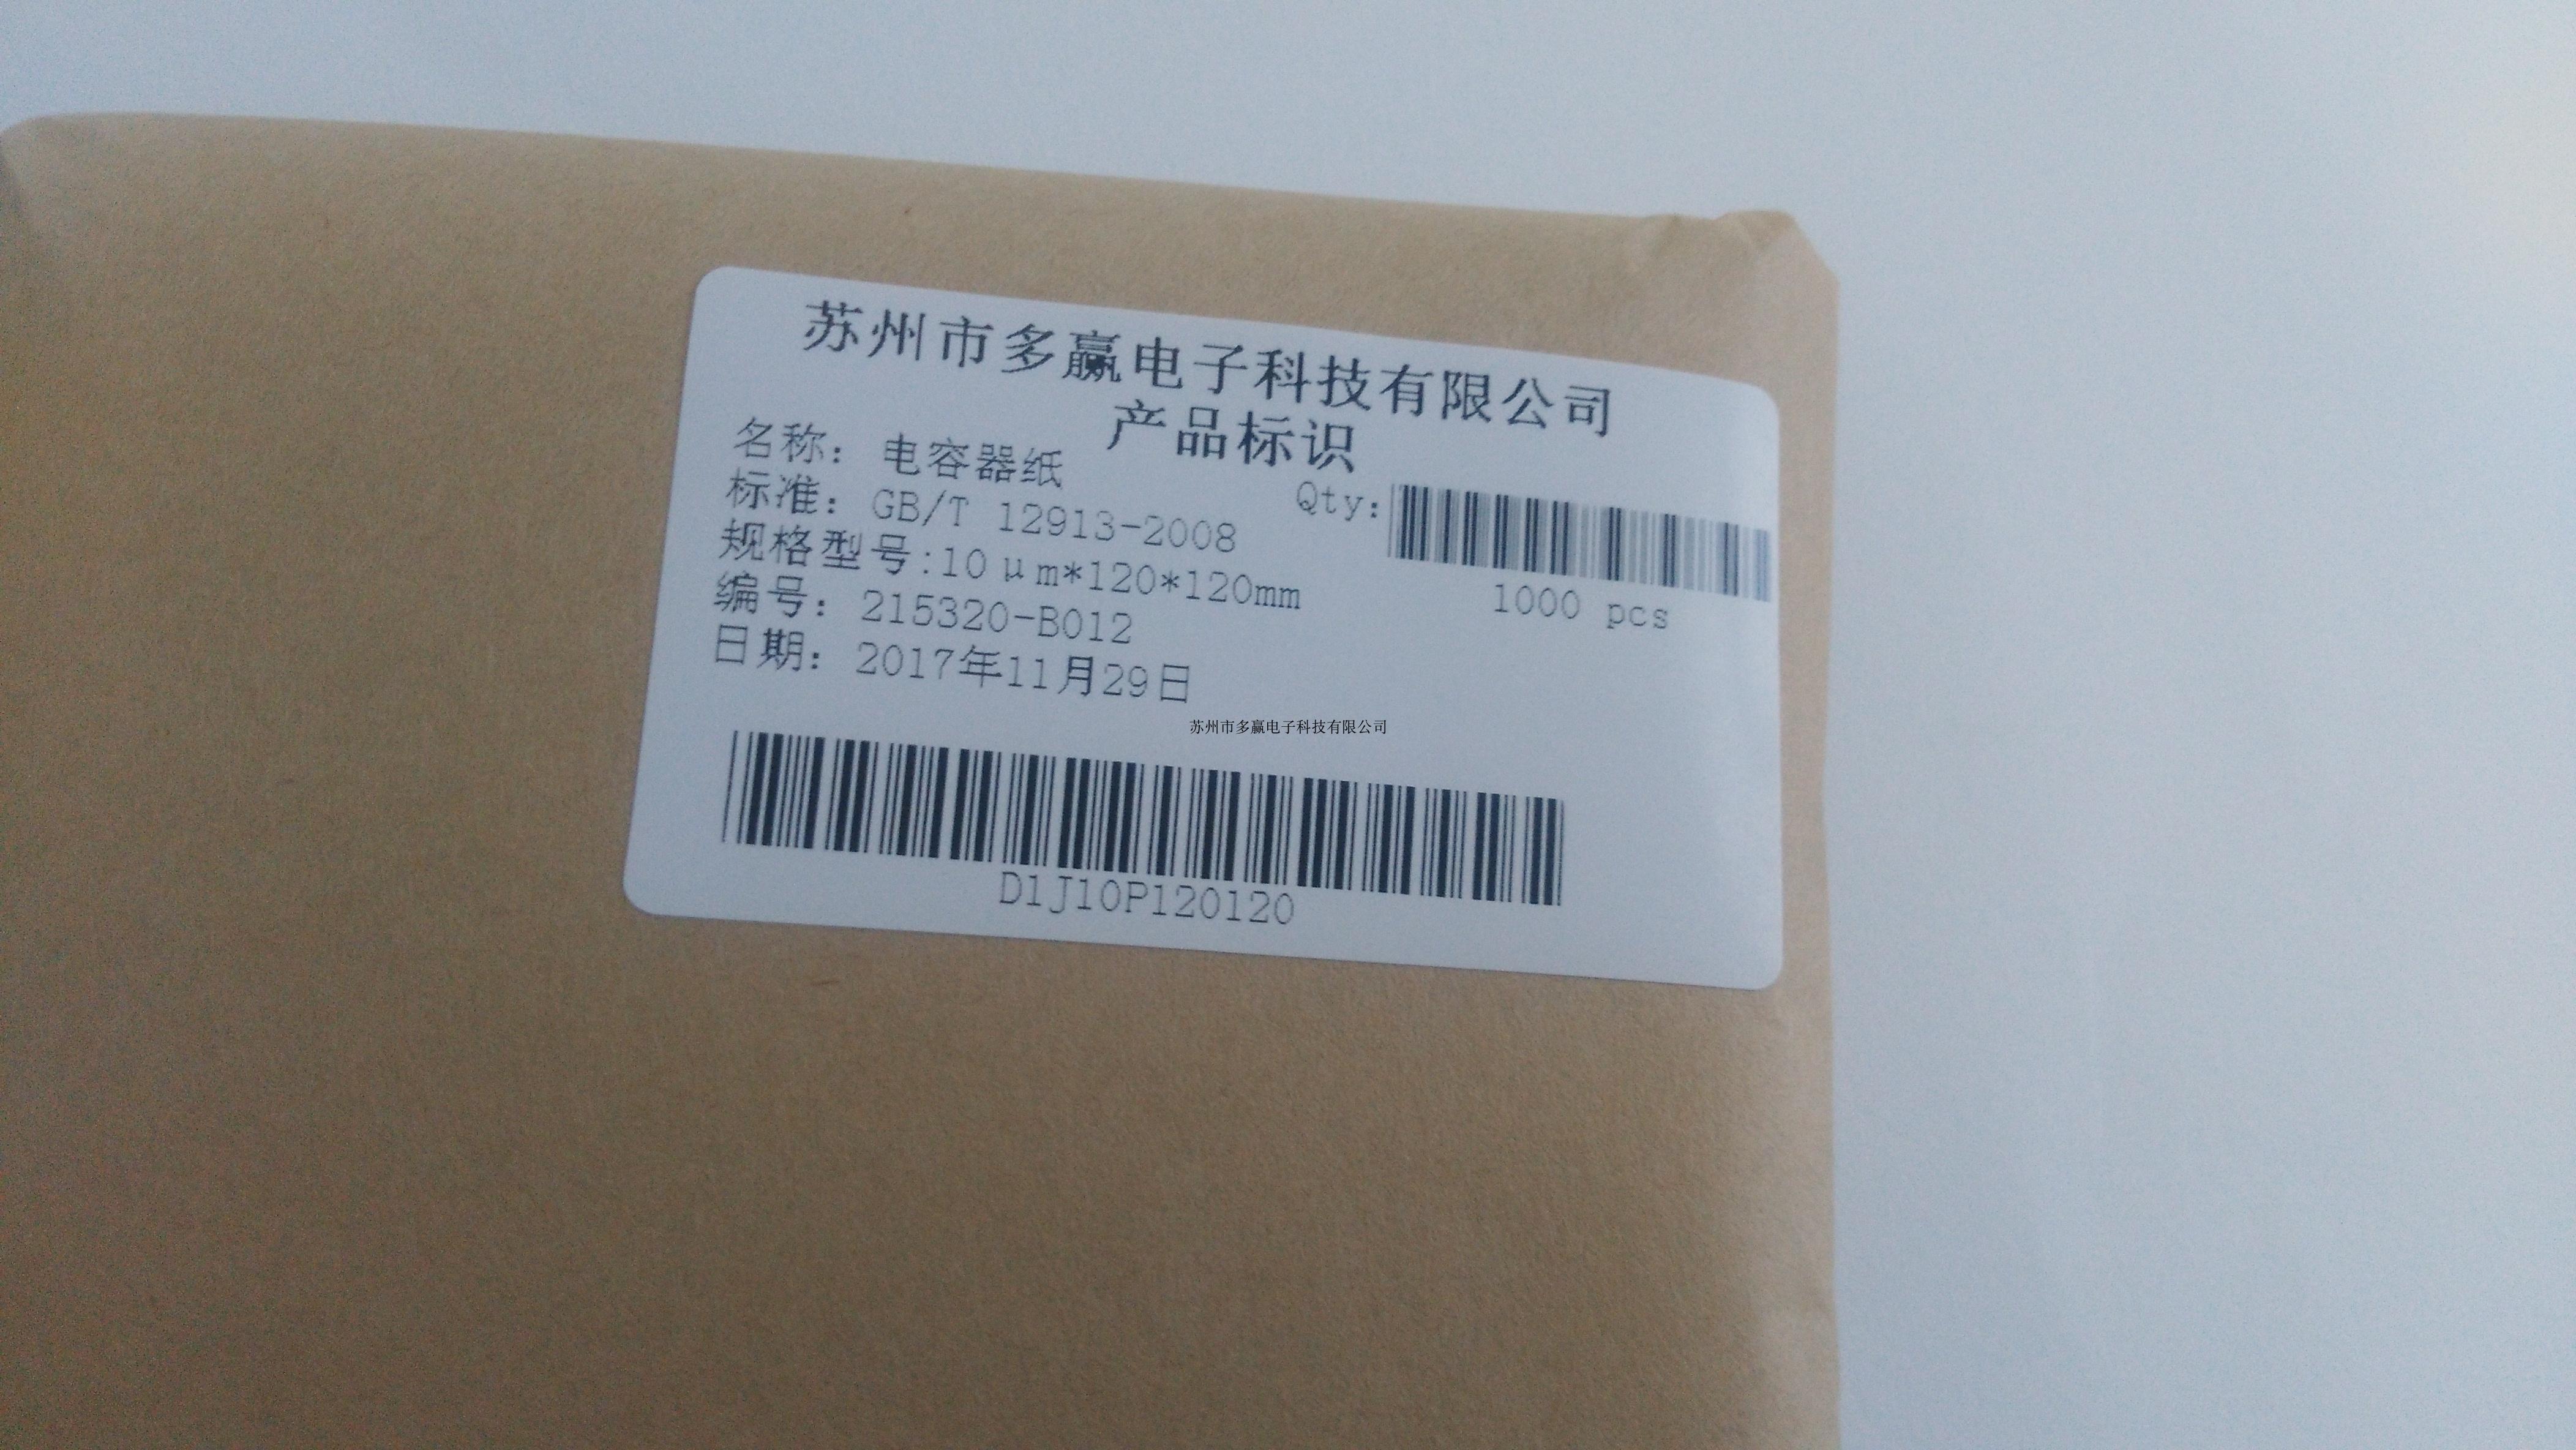 苏州市多赢电子科技有限公司
产品标识
名称：电容器纸
标准：GB/T 12913-2008
Qty:
规格型号:10μm*120*120mm
1000 pcs
编号：215320-B012
日期：2017年11月29日
苏州市多赢电子科技有限公司
D1J10P120120